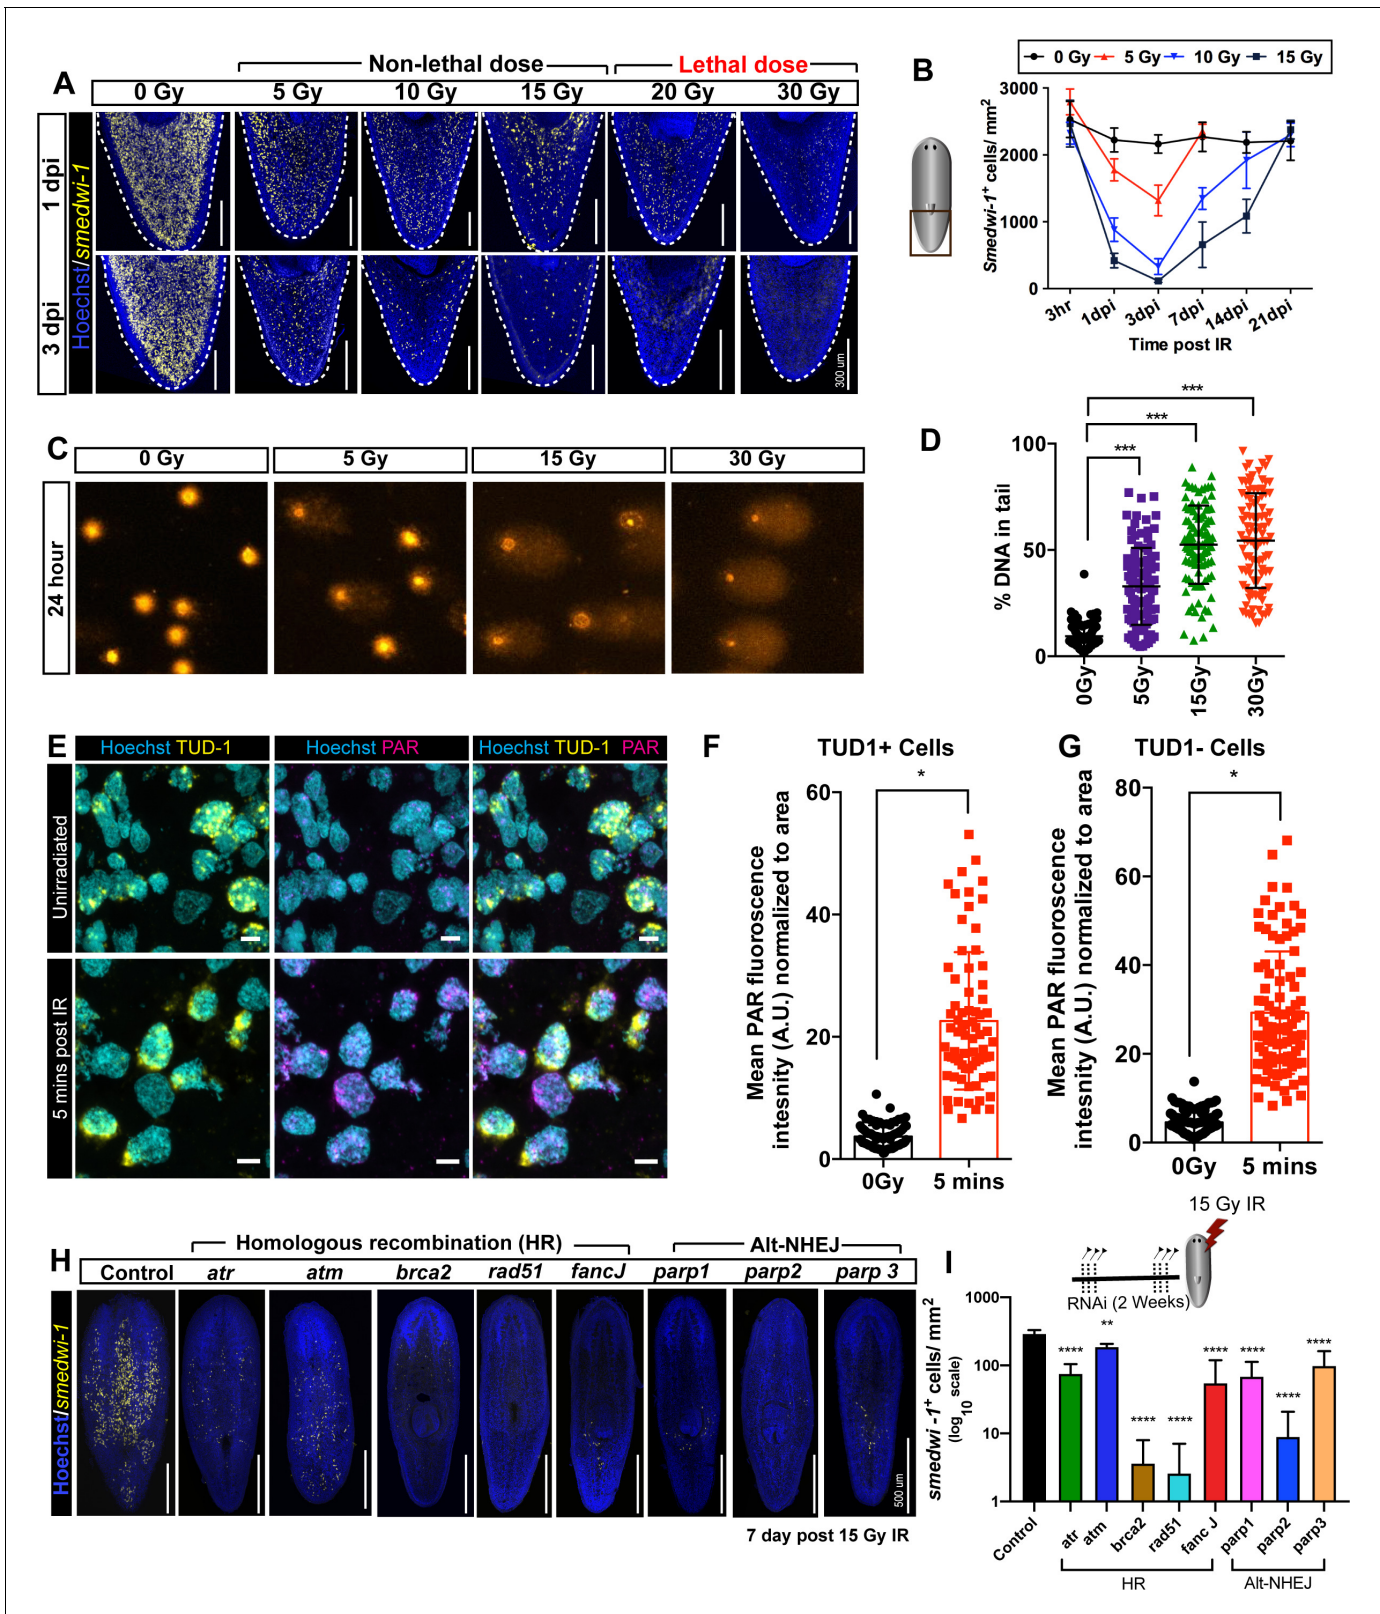 A
Non-lethal dose
Lethal dose
0 Gy
5 Gy
10 Gy
15 Gy
20 Gy
30 Gy
1 dpi
3 dpi
Hoechst/smedwi-1
300 um
B
0 Gy
5 Gy
10 Gy
15 Gy
Smedwi-1+ cells/ mm2
3000
2000
1000
0
3hr
1dpi
3dpi
7dpi
14dpi
21dpi
Time post IR
C
0 Gy
5 Gy
15 Gy
30 Gy
24 hour
D
***
***
***
% DNA in tail
100
50
0
0Gy
5Gy
15Gy
30Gy
E
Hoechst TUD-1
Hoechst PAR
Hoechst TUD-1 PAR
Unirradiated
5 mins post IR
F
TUD1+ Cells
*
Mean PAR fluoroscence
intesnity (A.U.) normalized to area
60
40
20
0
0Gy
5 mins
G
TUD1- Cells
*
Mean PAR fluoroscence
intesnity (A.U.) normalized to area
80
60
40
20
0
0Gy
5 mins
H
Homologous recombination (HR)
Alt-NHEJ
Control
atr
atm
brca2
rad51
fancJ
parp1
parp2
parp 3
Hoechst/smedwi-1
500 um
7 day post 15 Gy IR
I
15 Gy IR
RNAi (2 Weeks)
smedwi -1+ cells/ mm2
(log10 scale)
1000
100
10
1
****
**
****
****
****
****
****
****
Control
atr
atm
brca2
rad51
fanc J
parp1
parp2
parp3
HR
Alt-NHEJ